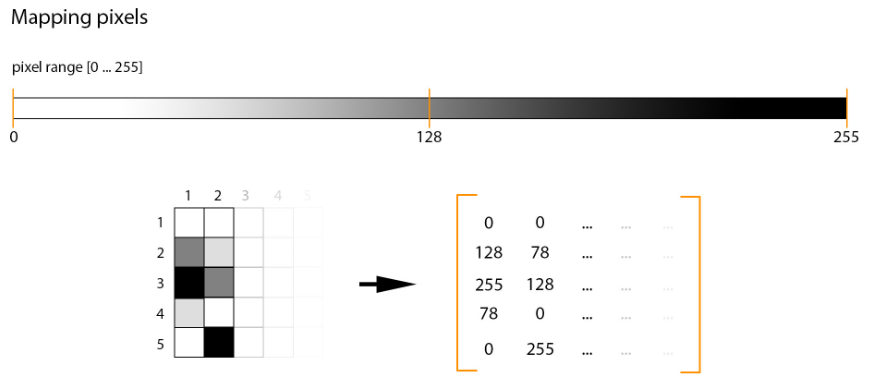 Mapping pixels
pixel range [0 ... 255]
0 128 255
1 2 3 4 5
1
2
3
4
5
0 0 ... ... ...
128 78 ... ... ...
255 128 ... ... ...
78 0 ... ... ...
0 255 ... ... ...